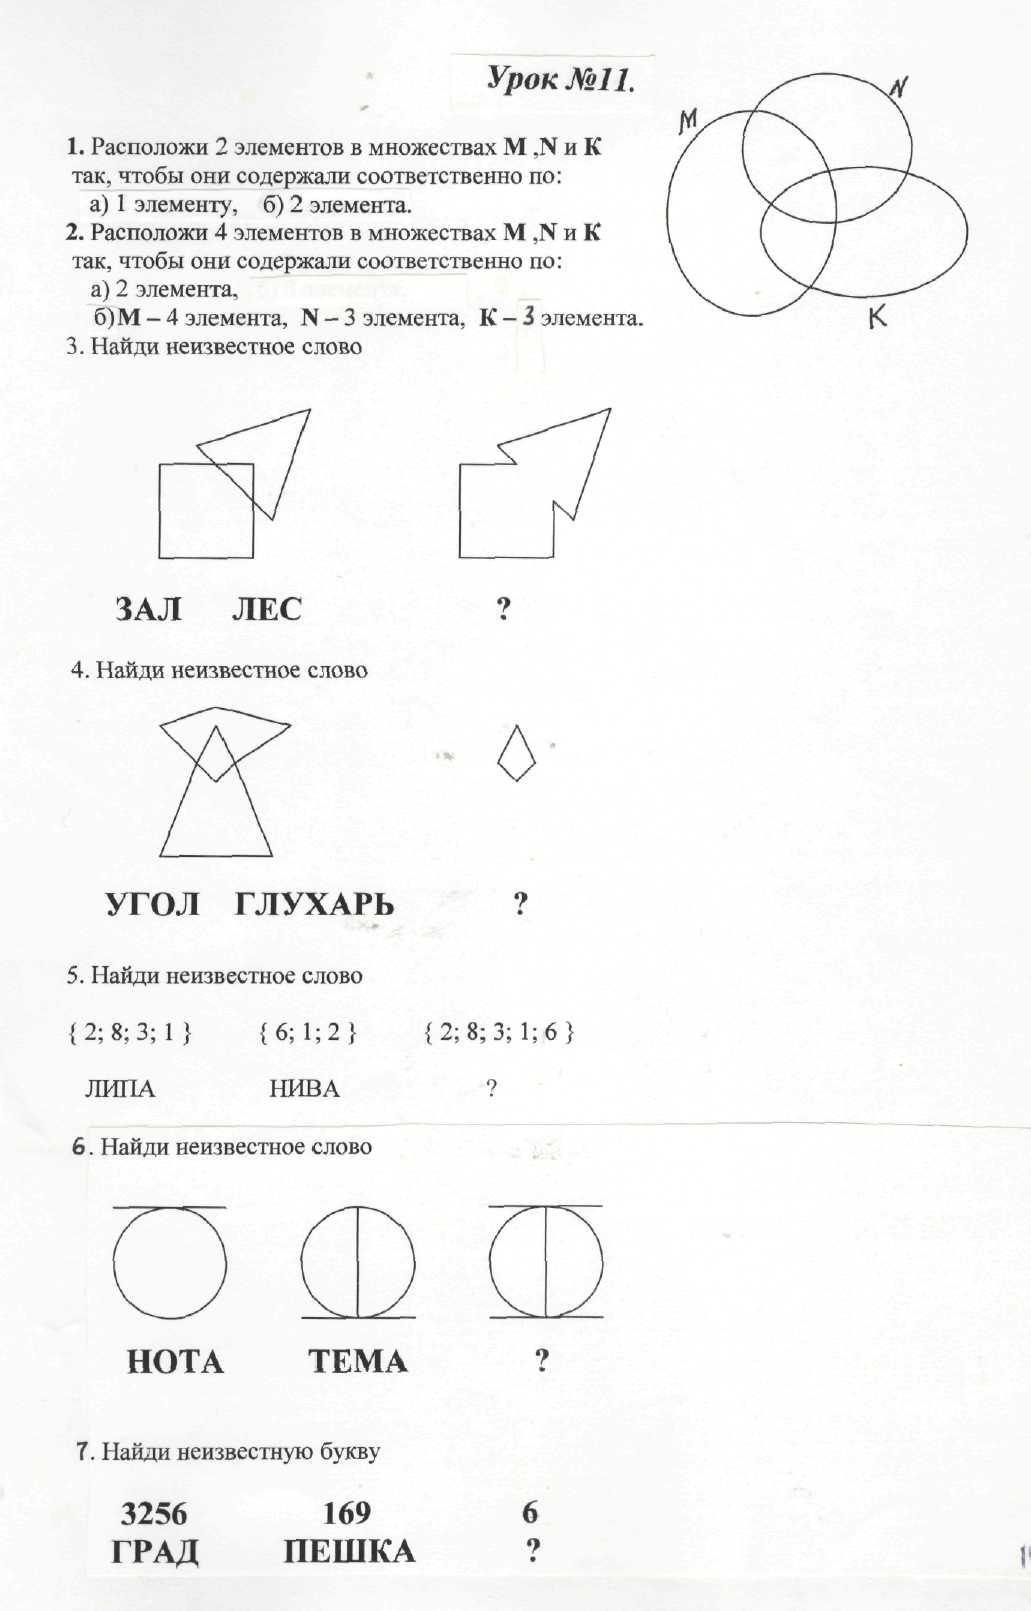 Урок №11.
M
N
K
1. Расположи 2 элементов в множествах М ,N и К
так, чтобы они содержали соответственно по:
а) 1 элементу, б) 2 элемента.
2. Расположи 4 элементов в множествах М ,N и К
так, чтобы они содержали соответственно по:
а) 2 элемента,
б)М – 4 элемента, N – 3 элемента, К – 3 элемента.
3. Найди неизвестное слово
ЗАЛ ЛЕС ?
4. Найди неизвестное слово
УГОЛ ГЛУХАРЬ ?
5. Найди неизвестное слово
{ 2; 8; 3; 1 } { 6; 1; 2 } { 2; 8; 3; 1; 6 }
ЛИПА НИВА ?
6. Найди неизвестное слово
НОТА ТЕМА ?
7. Найди неизвестную букву
3256 169 6
ГРАД ПЕШКА ?